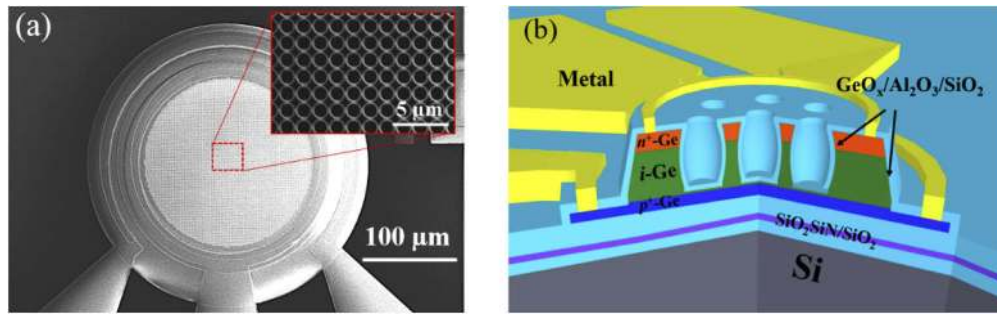 (a)
5 μm
100 μm
(b)
Metal
GeOₓ/Al₂O₃/SiO₂
n⁺-Ge
i-Ge
p⁺-Ge
SiO₂SiN/SiO₂
Si